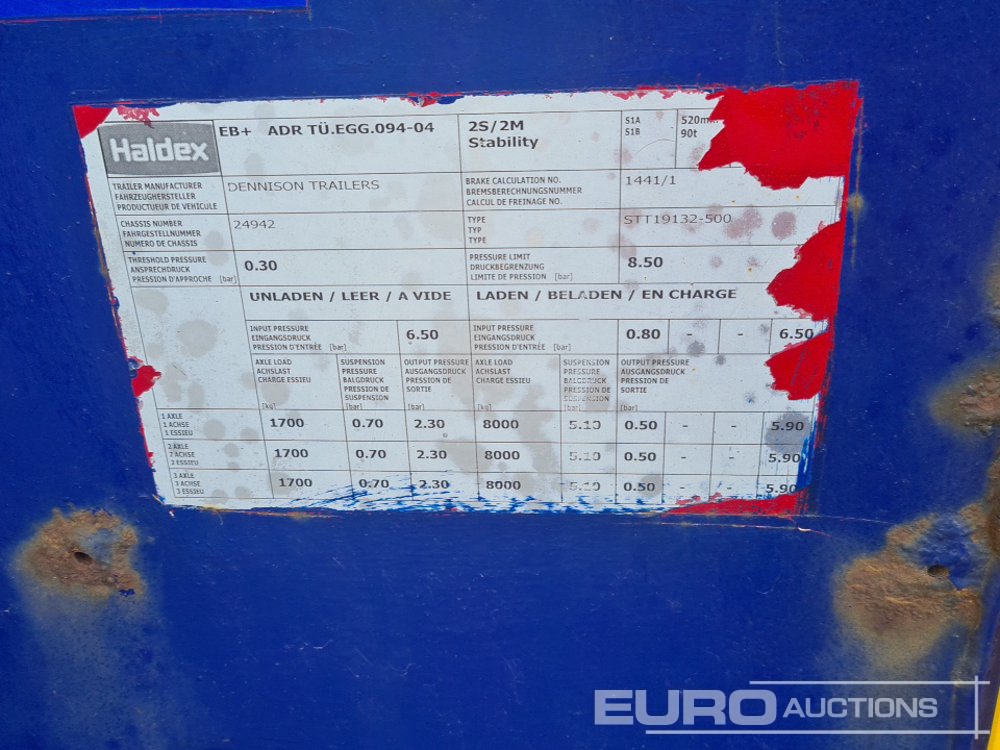 Haldex
EB+ ADR TÜ.EGG.094-04
2S/2M
Stability
S1A
S1B
90t
TRAILER MANUFACTURER
FAHRZEUGHERSTELLER
PRODUCTEUR DE VEHICULE
DENNISON TRAILERS
BRAKE CALCULATION NO.
BREMSBERECHNUNGSNUMMER
CALCUL DE FREINAGE NO.
1441/1
CHASSIS NUMBER
FAHRGESTELLNUMMER
NUMERO DE CHASSIS
24942
TYPE
TYP
TYPE
STT19132-500
THRESHOLD PRESSURE
ANSPRECHDRUCK
PRESSION D'APPROCHE [bar]
0.30
PRESSURE LIMIT
DRUCKBEGRENZUNG
LIMITE DE PRESSION [bar]
8.50
UNLADEN / LEER / A VIDE
LADEN / BELADEN / EN CHARGE
INPUT PRESSURE
EINGANGSDRUCK
PRESSION D'ENTRÉE [bar]
6.50
INPUT PRESSURE
EINGANGSDRUCK
PRESSION D'ENTRÉE [bar]
0.80 - - 6.50
AXLE LOAD
ACHSLAST
CHARGE ESSIEU
[kg]
SUSPENSION
PRESSURE
BALGDRUCK
PRESSION DE
SUSPENSION
[bar]
OUTPUT PRESSURE
AUSGANGSDRUCK
PRESSION DE
SORTIE
[bar]
AXLE LOAD
ACHSLAST
CHARGE ESSIEU
[kg]
SUSPENSION
PRESSURE
BALGDRUCK
PRESSION DE
SUSPENSION
[bar]
OUTPUT PRESSURE
AUSGANGSDRUCK
PRESSION DE
SORTIE
[bar]
1 AXLE
1 ACHSE
1 ESSIEU
1700 0.70 2.30 8000 5.10 0.50 - - 5.90
2 AXLE
2 ACHSE
2 ESSIEU
1700 0.70 2.30 8000 5.10 0.50 - - 5.90
3 AXLE
3 ACHSE
3 ESSIEU
1700 0.70 2.30 8000 5.10 0.50 - - 5.90
EURO AUCTIONS